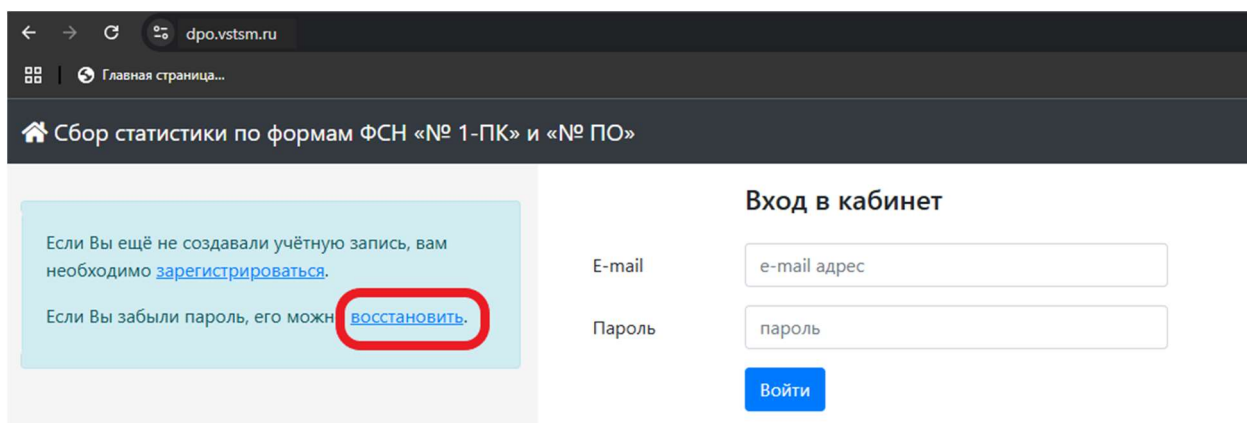 dpo.vstsm.ru
Главная страница...
Сбор статистики по формам ФСН «№ 1-ПК» и «№ ПО»
Если Вы ещё не создавали учётную запись, вам
необходимо зарегистрироваться.
Если Вы забыли пароль, его можн восстановить.
Вход в кабинет
E-mail
e-mail адрес
Пароль
пароль
Войти